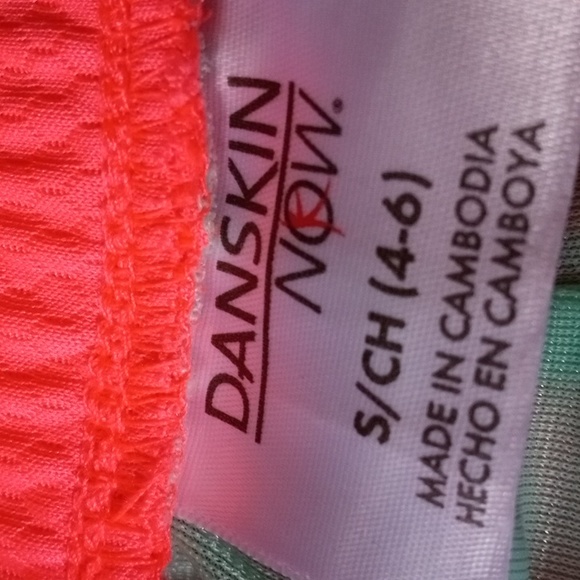 DANSKIN
NOW®
S/CH (4-6)
MADE IN CAMBODIA
HECHO EN CAMBOYA